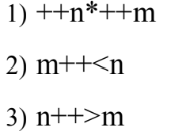 1) ++n*++m
2) m++<n
3) n++>m